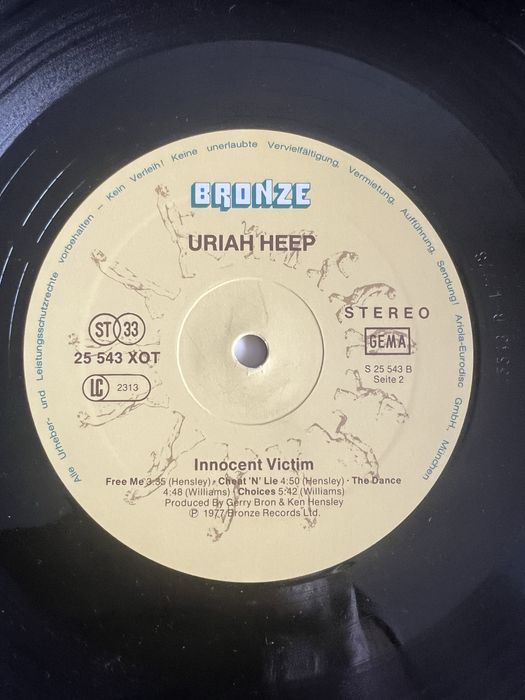 Alle Urheber- und Leistungsschutzrechte vorbehalten – Kein Verleih! Keine unerlaubte Vervielfältigung, Vermietung, Aufführung, Sendung! Ariola-Eurodisc GmbH, München
BRONZE
URIAH HEEP
STEREO
ST 33
GEMA
25 543 XOT
S 25 543 B
Seite 2
LC 2313
Innocent Victim
Free Me 3:35 (Hensley) · Cheat 'N' Lie 4:50 (Hensley) · The Dance
4:48 (Williams) · Choices 5:42 (Williams)
Produced By Gerry Bron & Ken Hensley
℗ 1977 Bronze Records Ltd.